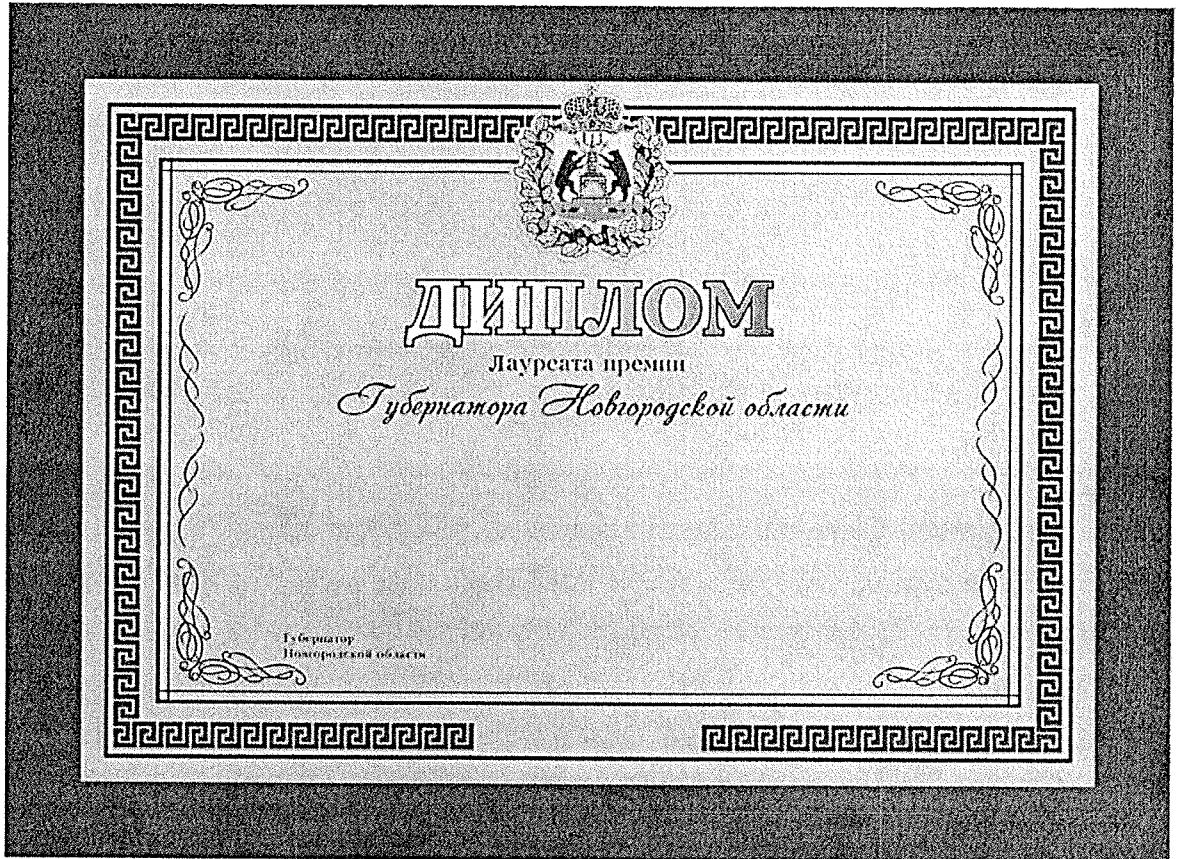 ДИПЛОМ
Лауреата премии
Губернатора Новгородской области
Губернатор
Новгородской области